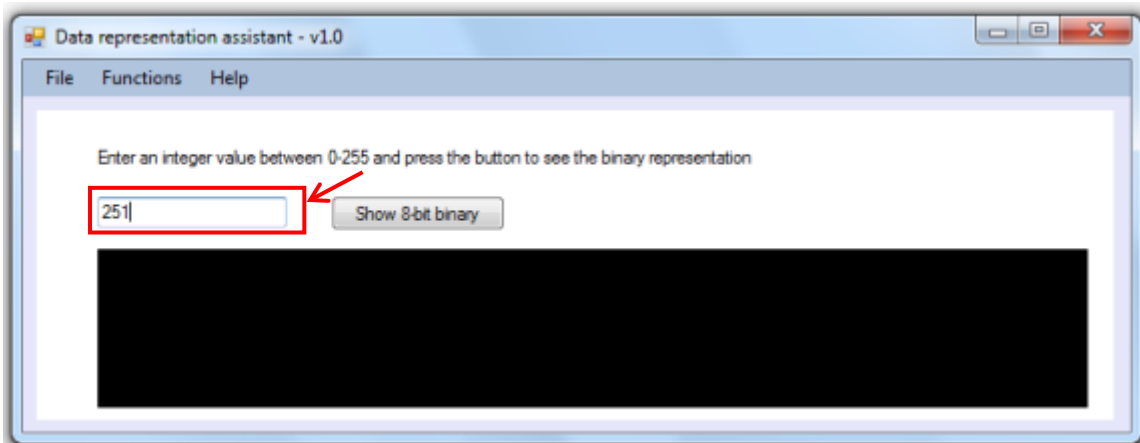 Data representation assistant - v1.0
File Functions Help
Enter an integer value between 0-255 and press the button to see the binary representation
251
Show 8-bit binary